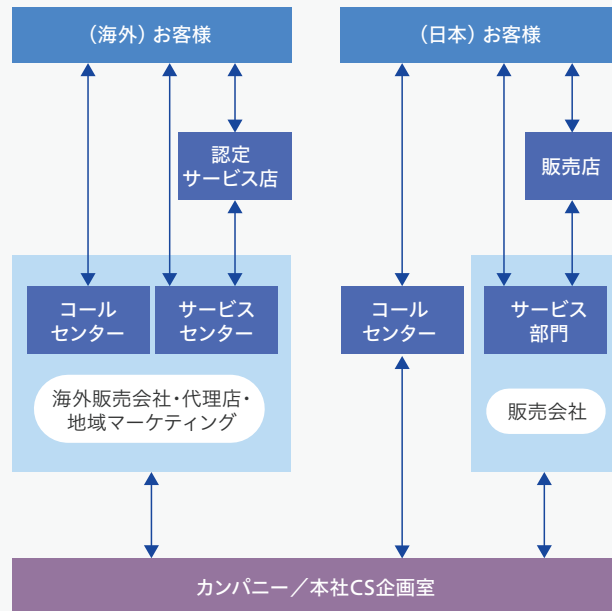 （海外）お客様
（日本）お客様
認定
サービス店
販売店
コール
センター
サービス
センター
コール
センター
サービス
部門
海外販売会社・代理店・
地域マーケティング
販売会社
カンパニー／本社CS企画室